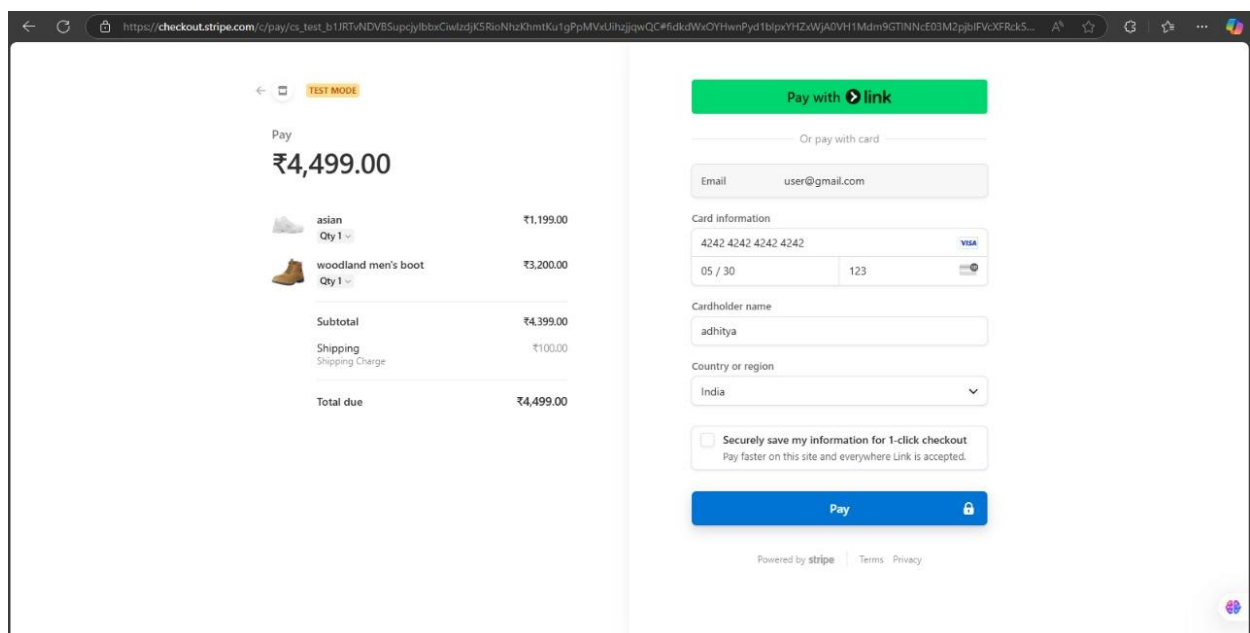 https://checkout.stripe.com/c/pay/
TEST MODE
Pay
₹4,499.00
asian ₹1,199.00
Qty 1
woodland men's boot ₹3,200.00
Qty 1
Subtotal ₹4,399.00
Shipping ₹100.00
Shipping Charge
Total due ₹4,499.00
Pay with link
Or pay with card
Email user@gmail.com
Card information
4242 4242 4242 4242 VISA
05 / 30 123
Cardholder name
adhitya
Country or region
India
Securely save my information for 1-click checkout
Pay faster on this site and everywhere Link is accepted.
Pay
Powered by stripe Terms Privacy